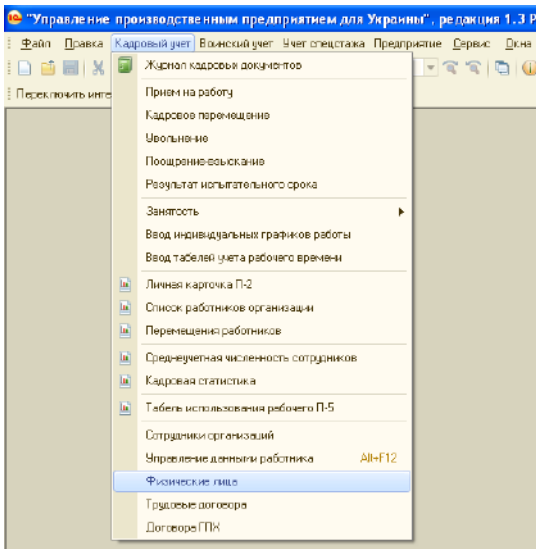 "Управление производственным предприятием для Украины", редакция 1.3 Р
Файл Правка Кадровый учет Воинский учет Учет спецстажа Предприятие Сервис Окна
Журнал кадровых документов
Переключить инте
Прием на работу
Кадровое перемещение
Увольнение
Поощрение-взыскание
Результат испытательного срока
Занятость
Ввод индивидуальных графиков работы
Ввод табелей учета рабочего времени
Личная карточка П-2
Список работников организации
Перемещения работников
Среднеучетная численность сотрудников
Кадровая статистика
Табель использования рабочего П-5
Сотрудники организаций
Управление данными работника Alt+F12
Физические лица
Трудовые договора
Договора ГПХ